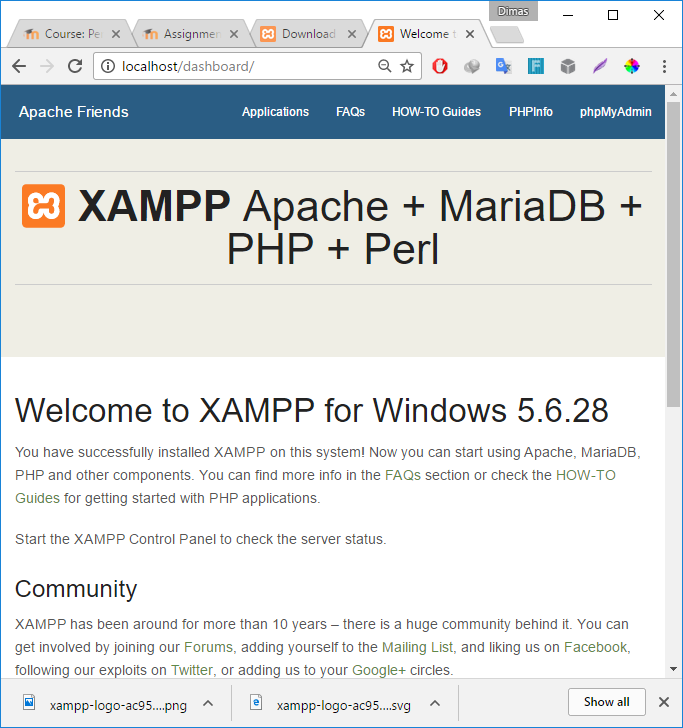 Dimas
Course: Pe
Assignmen
Download
Welcome t
localhost/dashboard/
Apache Friends
Applications
FAQs
HOW-TO Guides
PHPInfo
phpMyAdmin
XAMPP Apache + MariaDB +
PHP + Perl
Welcome to XAMPP for Windows 5.6.28
You have successfully installed XAMPP on this system! Now you can start using Apache, MariaDB,
PHP and other components. You can find more info in the FAQs section or check the HOW-TO
Guides for getting started with PHP applications.
Start the XAMPP Control Panel to check the server status.
Community
XAMPP has been around for more than 10 years – there is a huge community behind it. You can
get involved by joining our Forums, adding yourself to the Mailing List, and liking us on Facebook,
following our exploits on Twitter, or adding us to your Google+ circles.
xampp-logo-ac95....png
xampp-logo-ac95....svg
Show all